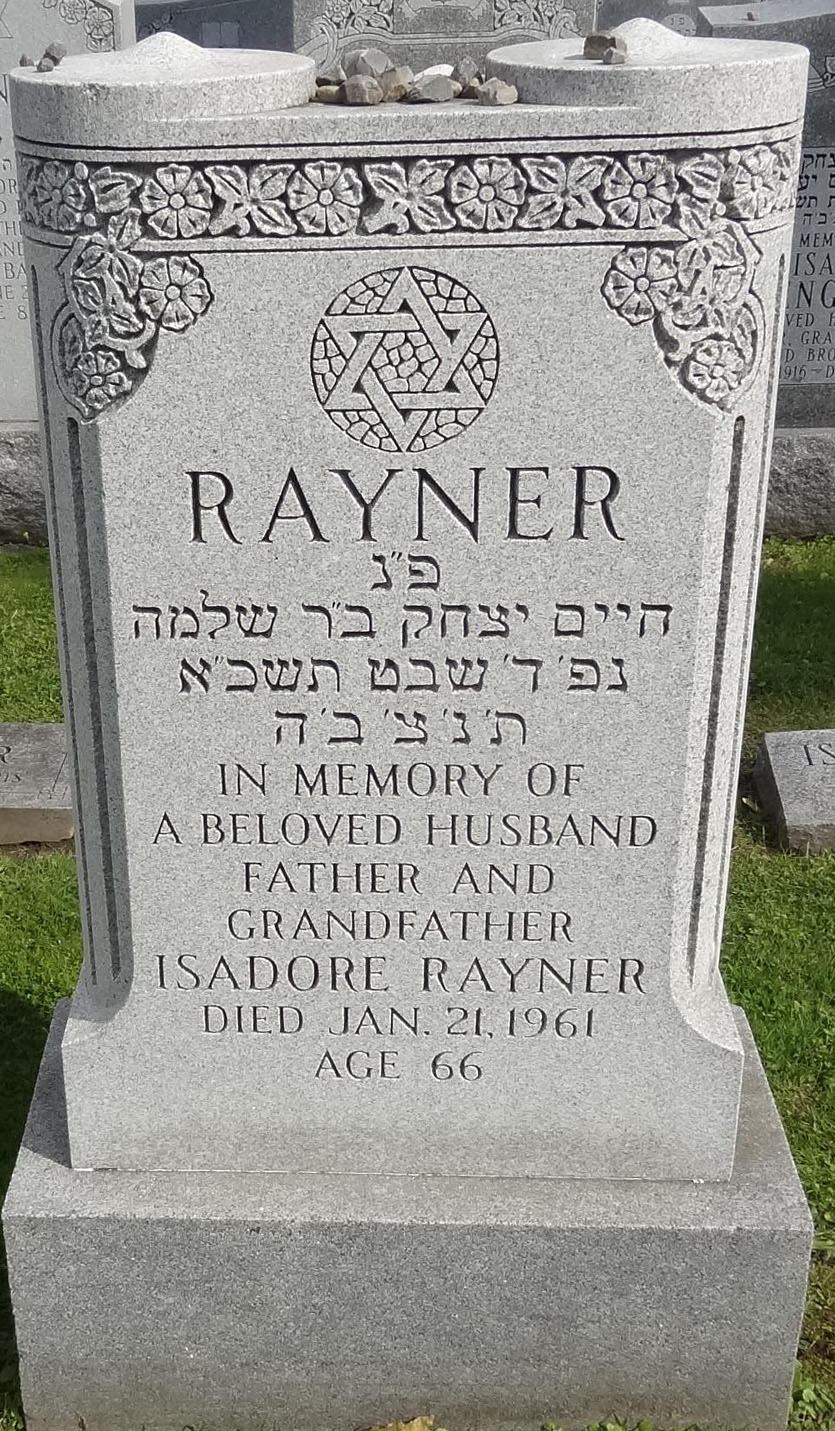 RAYNER
פ"נ
חיים יצחק ב"ר שלמה
נפ' ד' שבט תשכ"א
ת' נ' צ' ב' ה
IN MEMORY OF
A BELOVED HUSBAND
FATHER AND
GRANDFATHER
ISADORE RAYNER
DIED JAN. 21, 1961
AGE 66